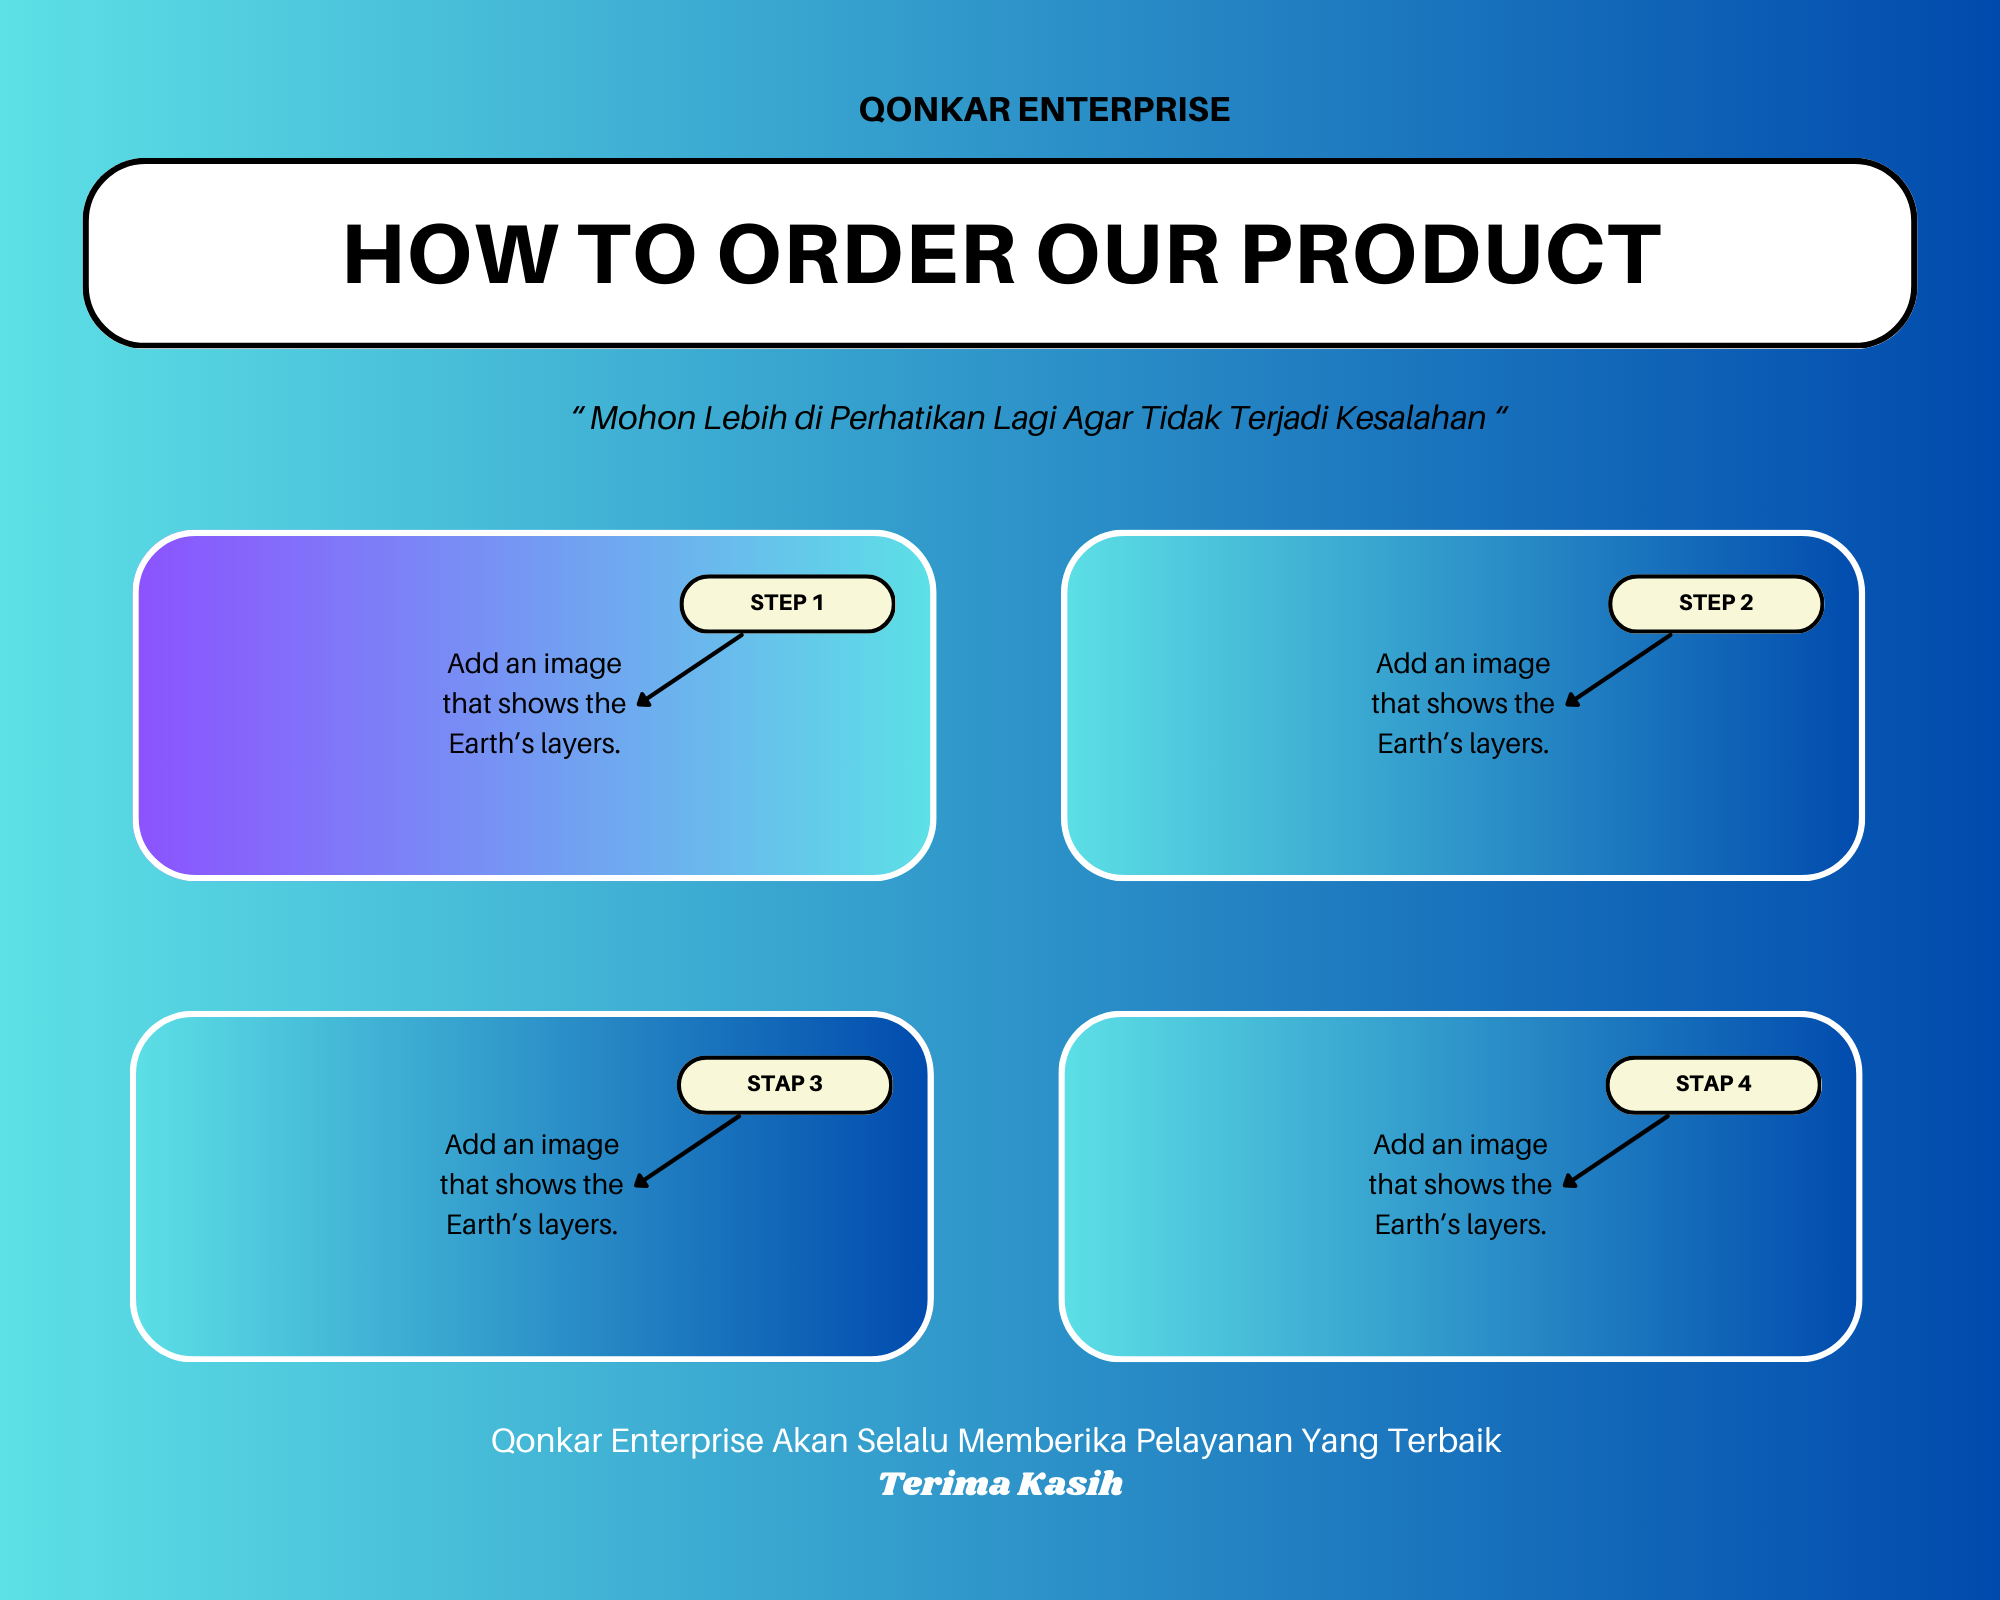 QONKAR ENTERPRISE
HOW TO ORDER OUR PRODUCT
“ Mohon Lebih di Perhatikan Lagi Agar Tidak Terjadi Kesalahan “
STEP 1
Add an image
that shows the
Earth’s layers.
STEP 2
Add an image
that shows the
Earth’s layers.
STAP 3
Add an image
that shows the
Earth’s layers.
STAP 4
Add an image
that shows the
Earth’s layers.
Qonkar Enterprise Akan Selalu Memberika Pelayanan Yang Terbaik
Terima Kasih